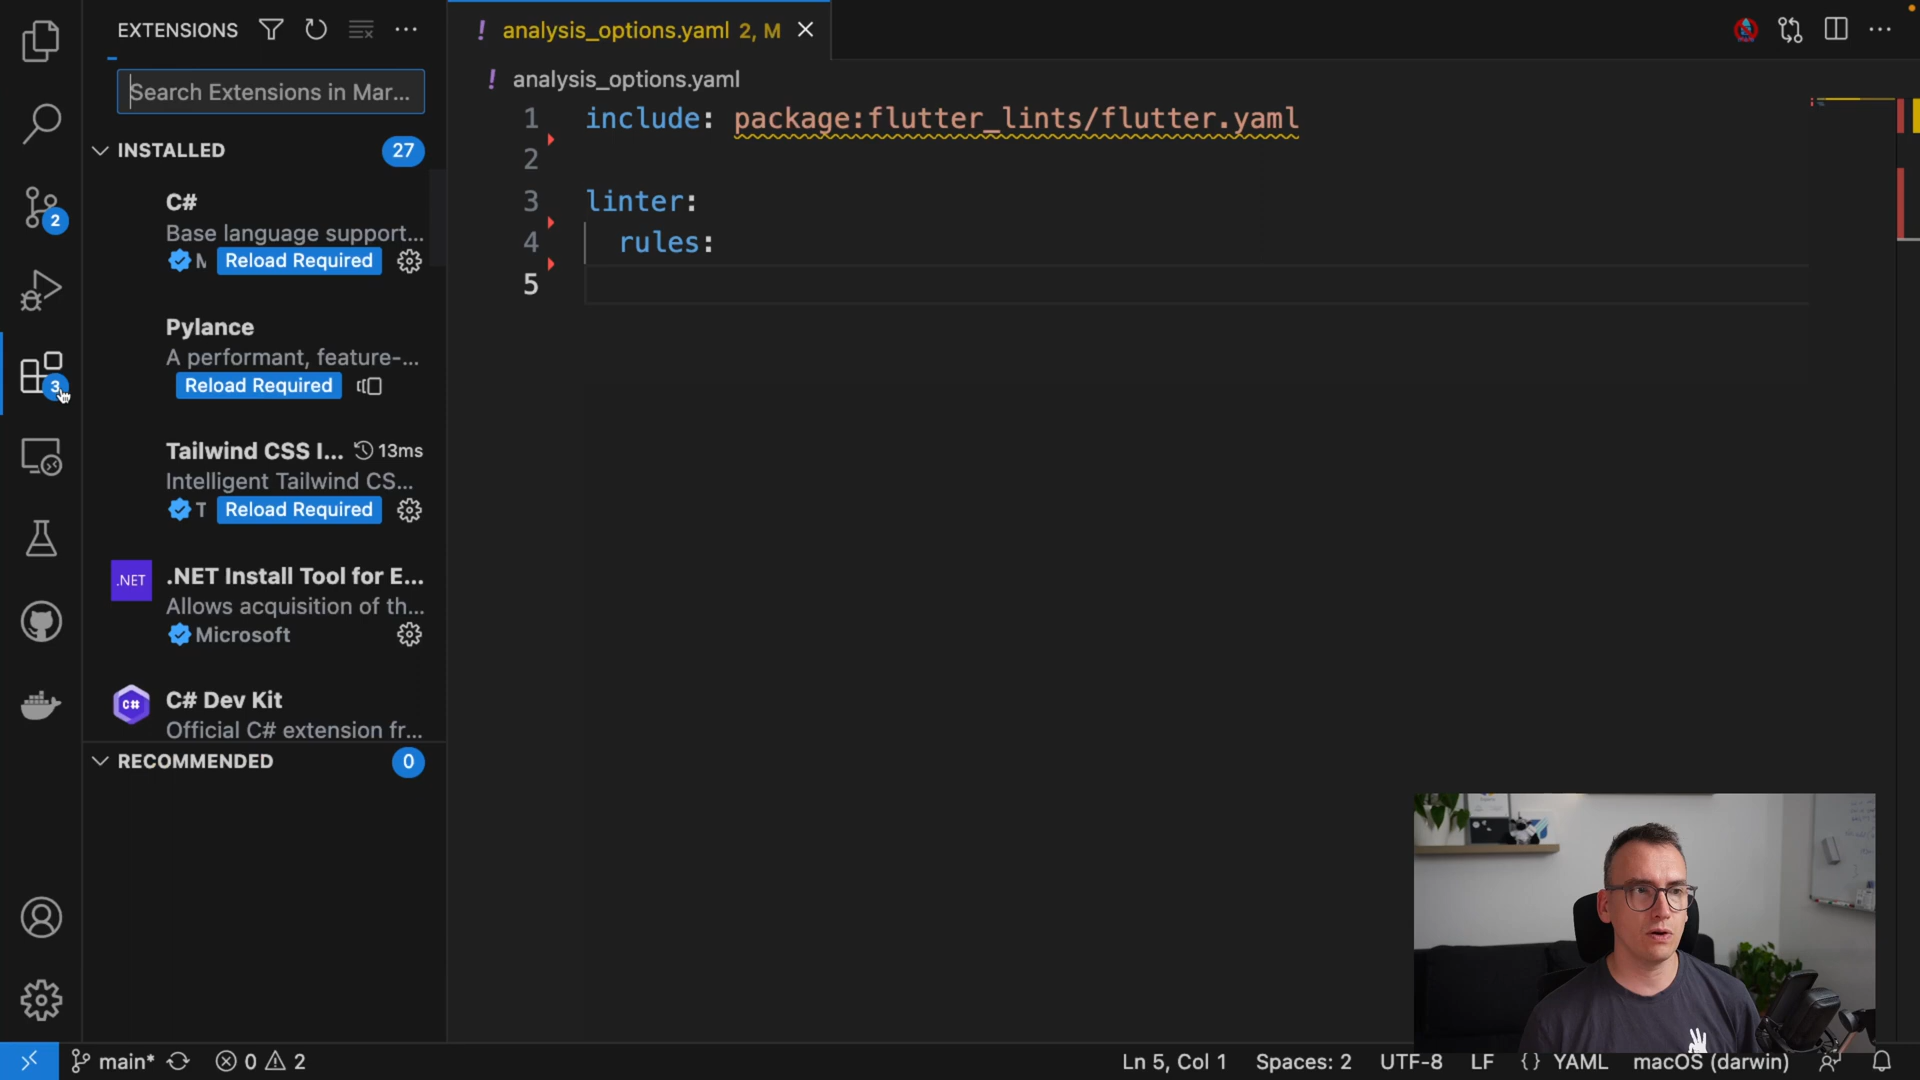 EXTENSIONS
Search Extensions in Mar...
INSTALLED 27
C#
Base language support...
M Reload Required
Pylance
A performant, feature-...
Reload Required
Tailwind CSS I... 13ms
Intelligent Tailwind CS...
T Reload Required
.NET
.NET Install Tool for E...
Allows acquisition of th...
Microsoft
C#
C# Dev Kit
Official C# extension fr...
RECOMMENDED 0
2
3
! analysis_options.yaml 2, M
! analysis_options.yaml
1 include: package:flutter_lints/flutter.yaml
2
3 linter:
4 rules:
5
main* 0 2
Ln 5, Col 1 Spaces: 2 UTF-8 LF {} YAML macOS (darwin)